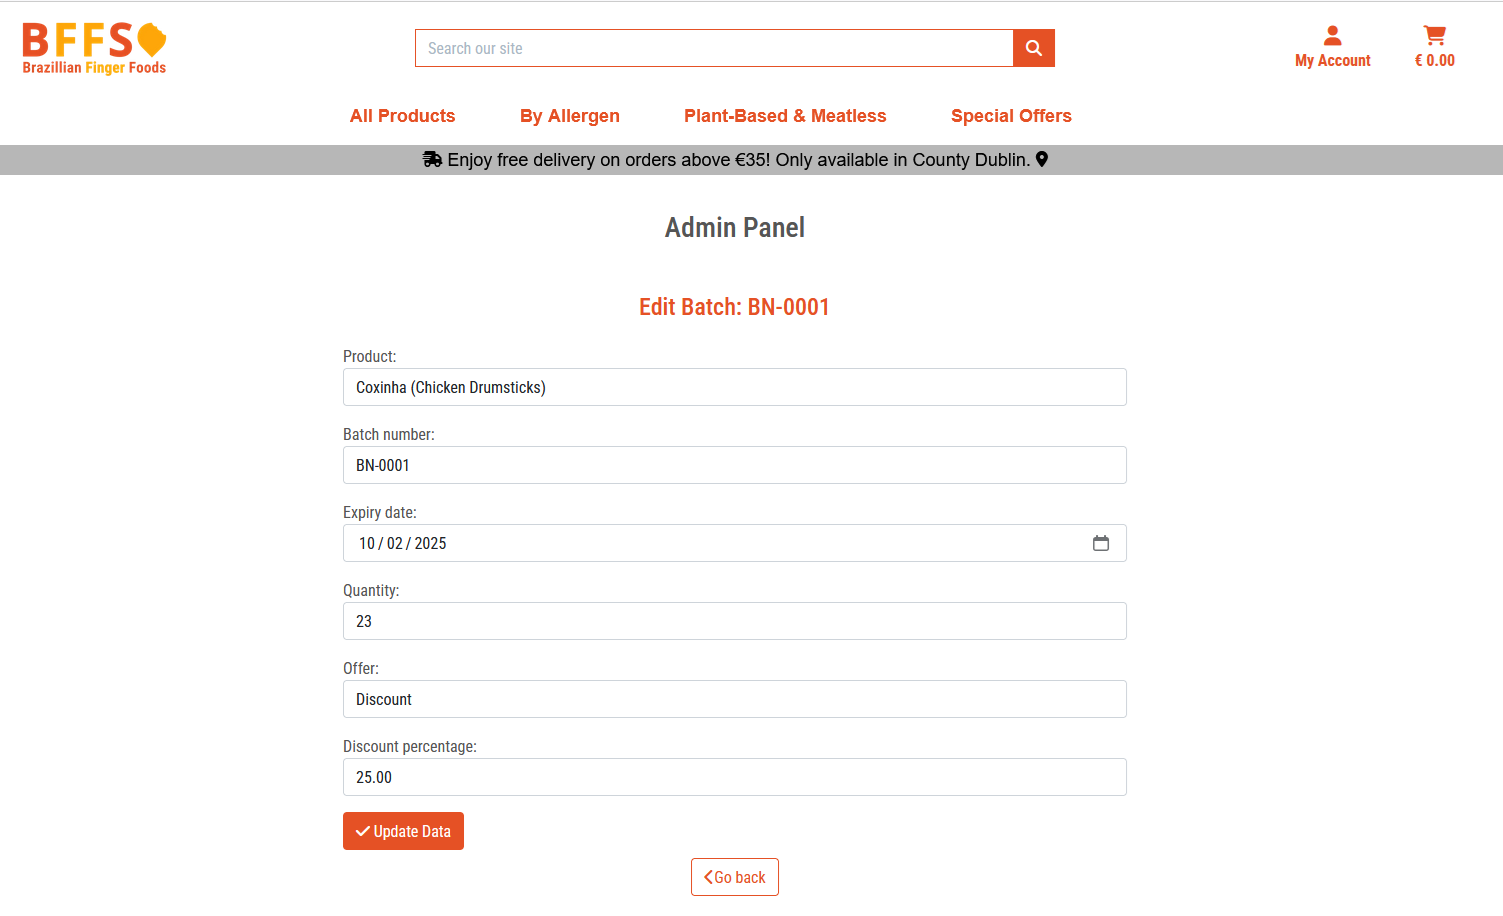 BFFS
Brazillian Finger Foods
Search our site
My Account
€ 0.00
All Products
By Allergen
Plant-Based & Meatless
Special Offers
Enjoy free delivery on orders above €35! Only available in County Dublin.
Admin Panel
Edit Batch: BN-0001
Product:
Coxinha (Chicken Drumsticks)
Batch number:
BN-0001
Expiry date:
10 / 02 / 2025
Quantity:
23
Offer:
Discount
Discount percentage:
25.00
Update Data
Go back